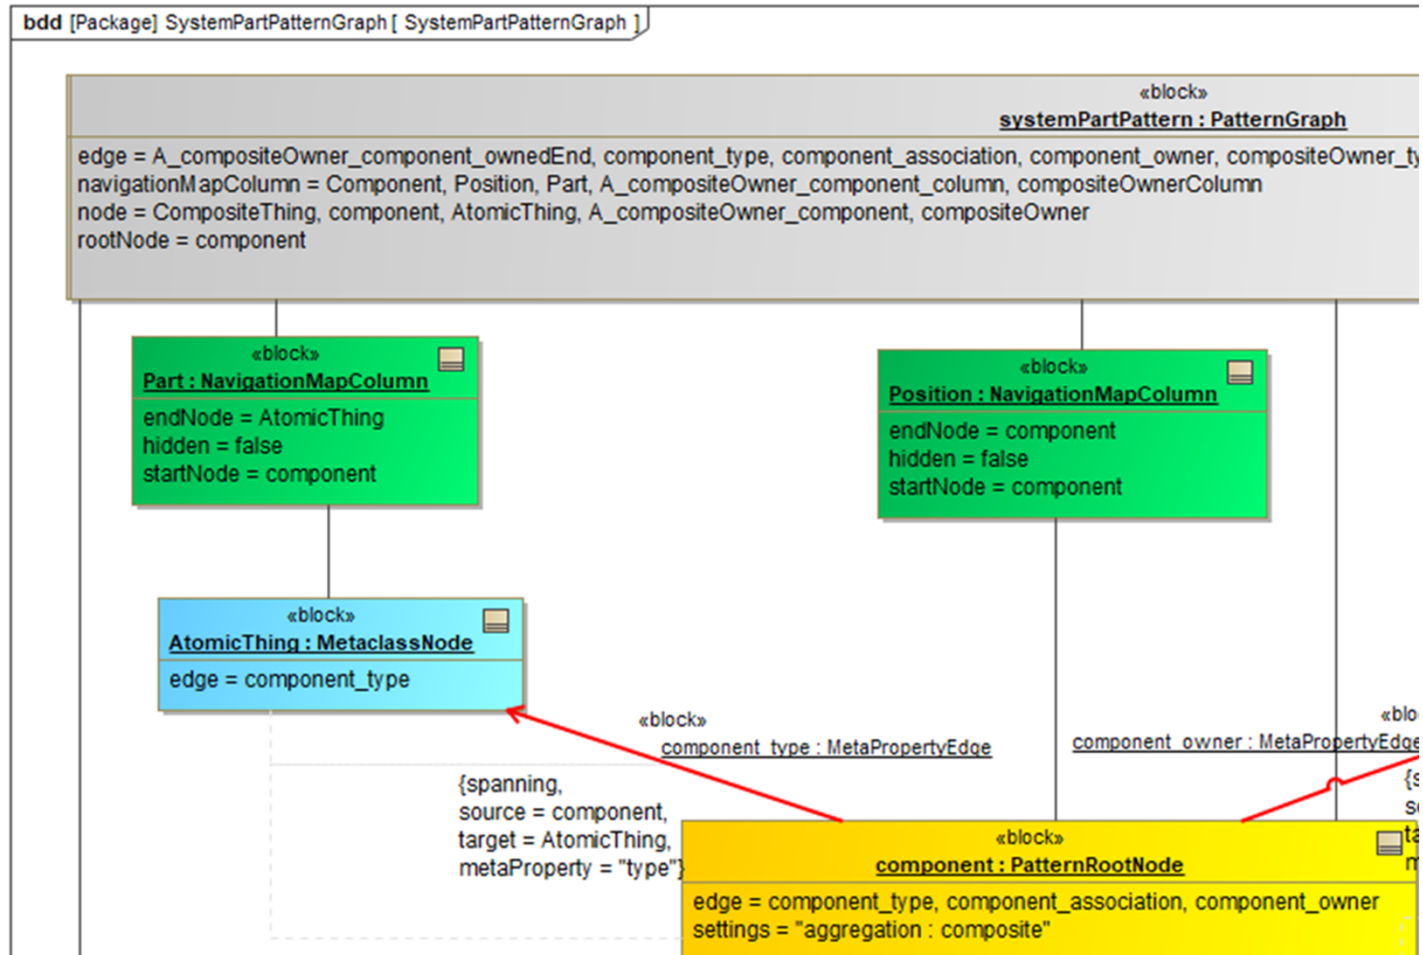 bdd [Package] SystemPartPatternGraph [ SystemPartPatternGraph ]
«block»
systemPartPattern : PatternGraph
edge = A_compositeOwner_component_ownedEnd, component_type, component_association, component_owner, compositeOwner_ty
navigationMapColumn = Component, Position, Part, A_compositeOwner_component_column, compositeOwnerColumn
node = CompositeThing, component, AtomicThing, A_compositeOwner_component, compositeOwner
rootNode = component
«block»
Part : NavigationMapColumn
endNode = AtomicThing
hidden = false
startNode = component
«block»
Position : NavigationMapColumn
endNode = component
hidden = false
startNode = component
«block»
AtomicThing : MetaclassNode
edge = component_type
«block»
component_type : MetaPropertyEdge
{spanning,
source = component,
target = AtomicThing,
metaProperty = "type"}
«blo
component_owner : MetaPropertyEdge
{s
so
ta
m
«block»
component : PatternRootNode
edge = component_type, component_association, component_owner
settings = "aggregation : composite"